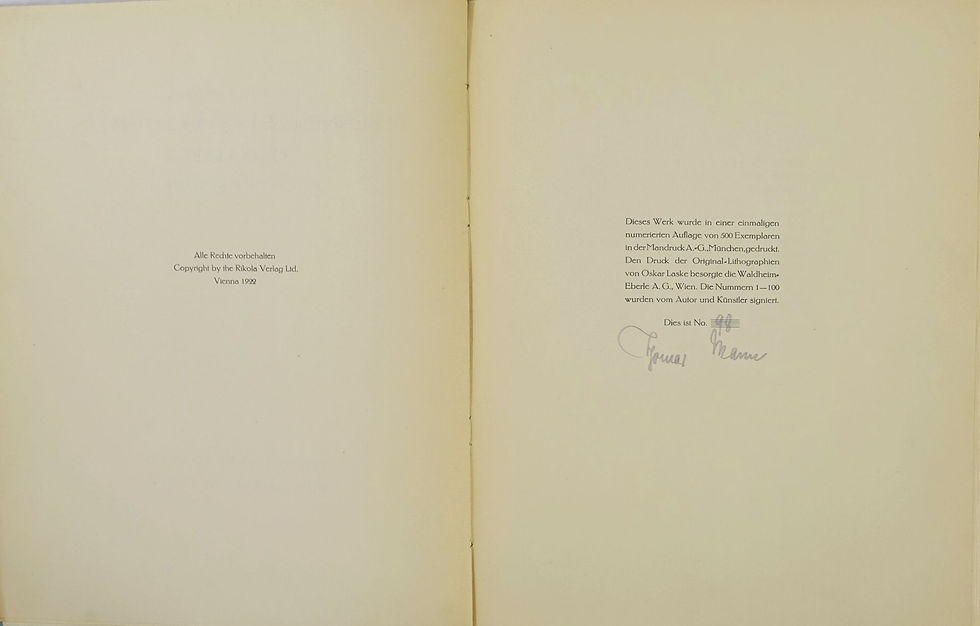 Alle Rechte vorbehalten
Copyright by the Rikola Verlag Ltd.
Vienna 1922
Dieses Werk wurde in einer einmaligen
numerierten Auflage von 500 Exemplaren
in der Mandruck A.-G., München, gedruckt.
Den Druck der Original-Lithographien
von Oskar Laske besorgte die Waldheim-
Eberle A. G., Wien. Die Nummern 1—100
wurden vom Autor und Künstler signiert.
Dies ist No. 98
Thomas Mann